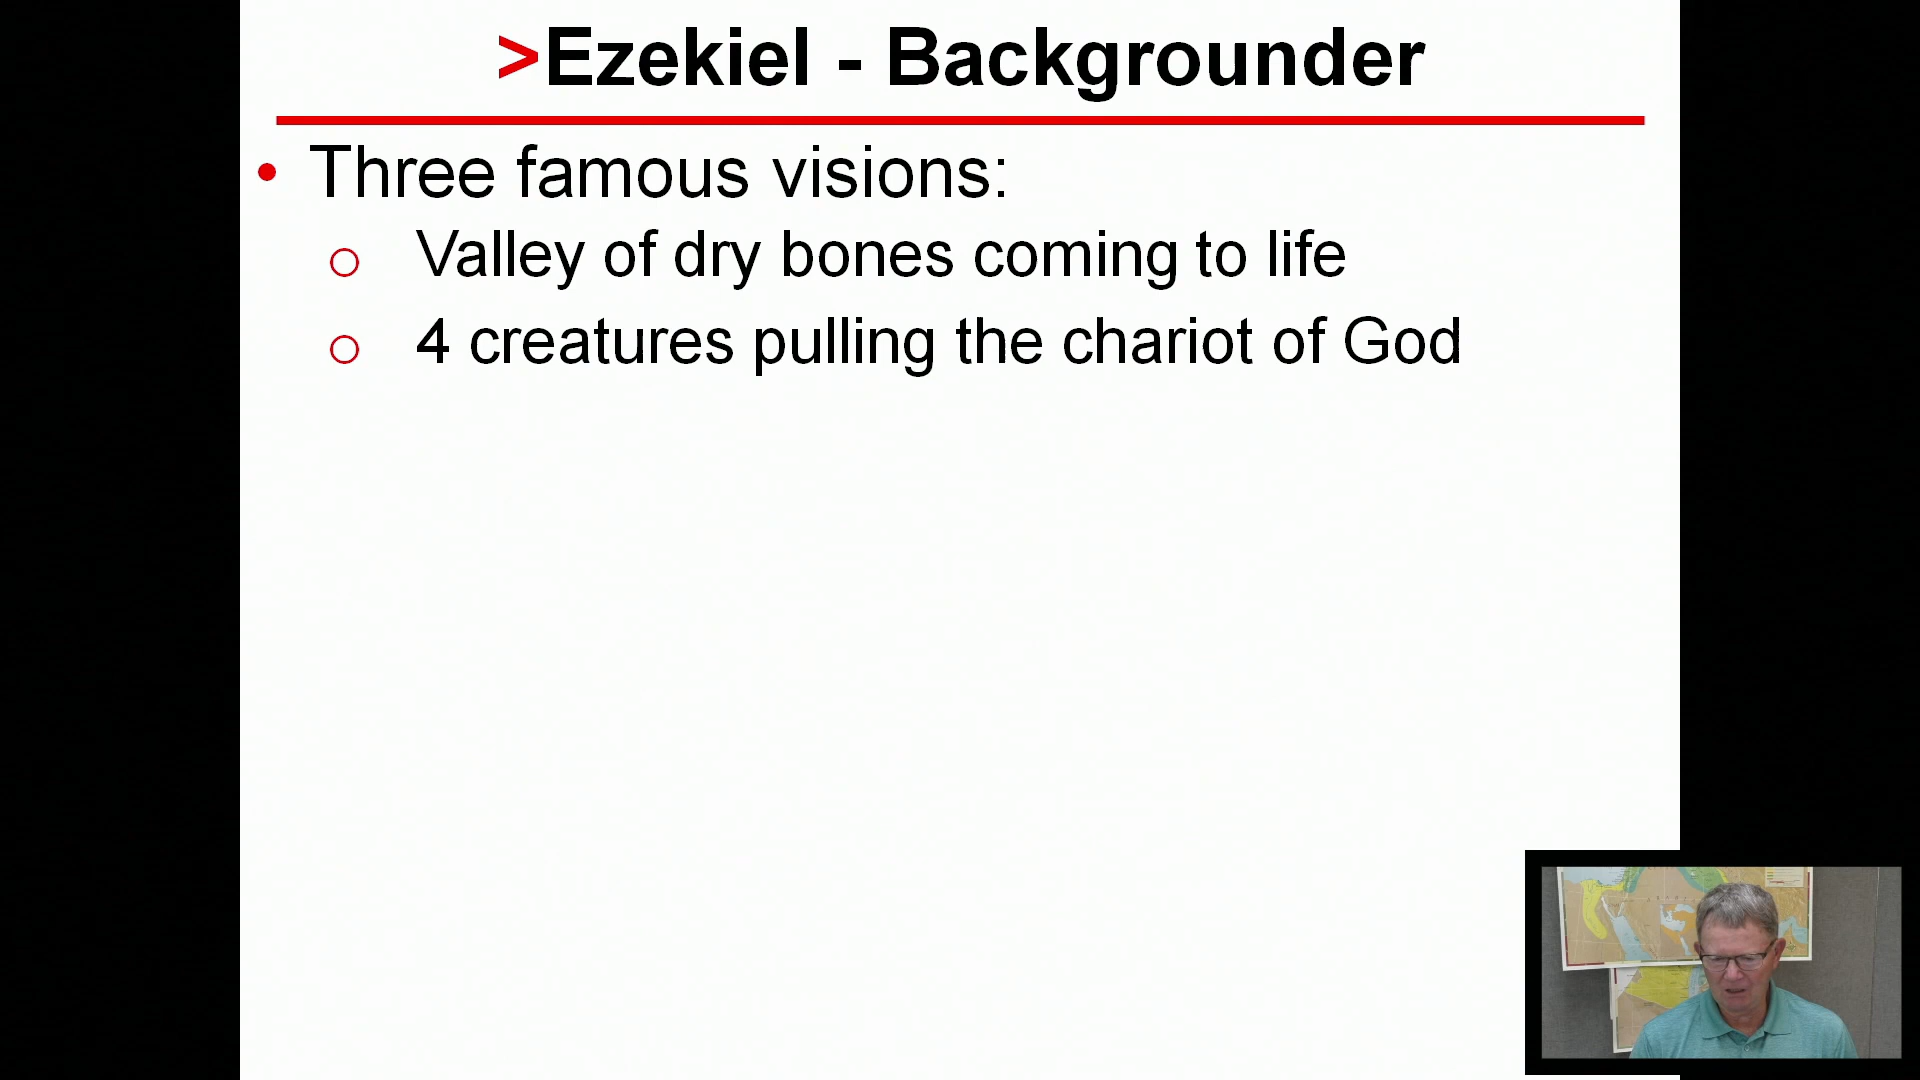 >Ezekiel - Backgrounder
• Three famous visions:
o Valley of dry bones coming to life
o 4 creatures pulling the chariot of God